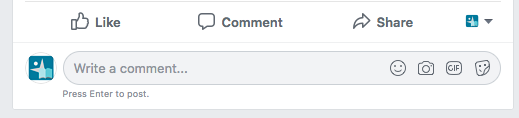 Like Comment Share
Write a comment...
GIF
Press Enter to post.